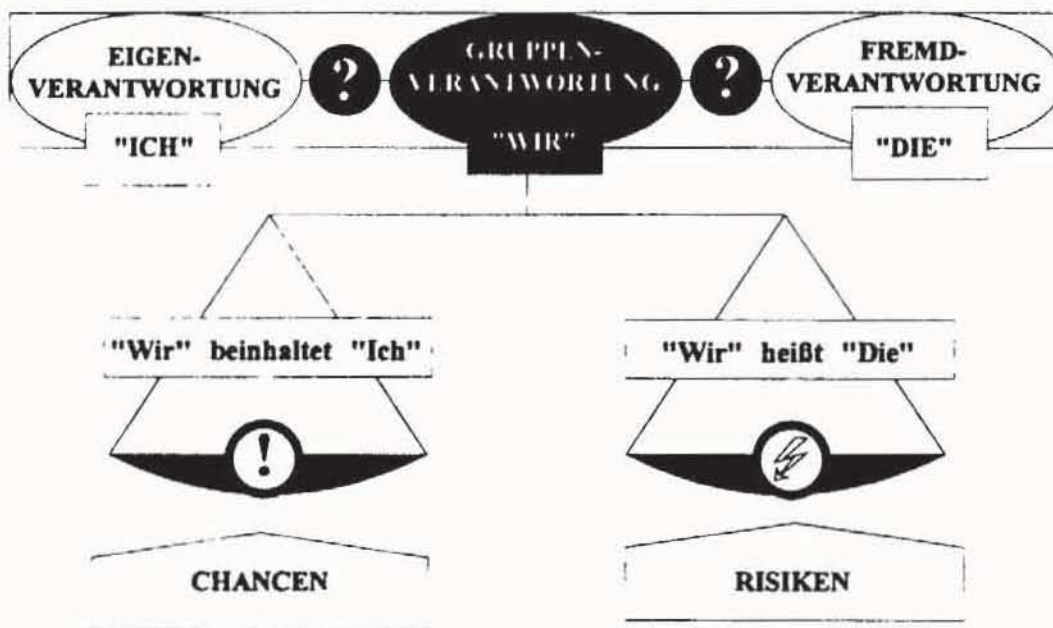 EIGEN-
VERANTWORTUNG
"ICH"
?
GRUPPEN-
VERANTWORTUNG
"WIR"
?
FREMD-
VERANTWORTUNG
"DIE"
"Wir" beinhaltet "Ich"
"Wir" heißt "Die"
!
CHANCEN
RISIKEN